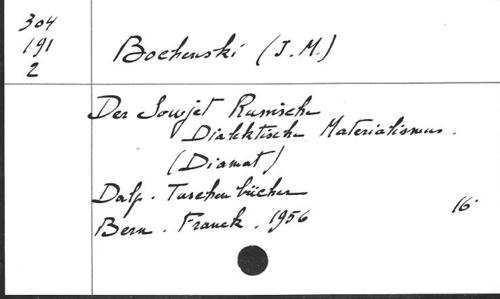 304
191
2
Bochenski (J. M.)
Der Sowjet Russische
Dialektische Materialismus.
(Diamat)
Dalp. Taschenbücher
Bern. Franck. 1956
16